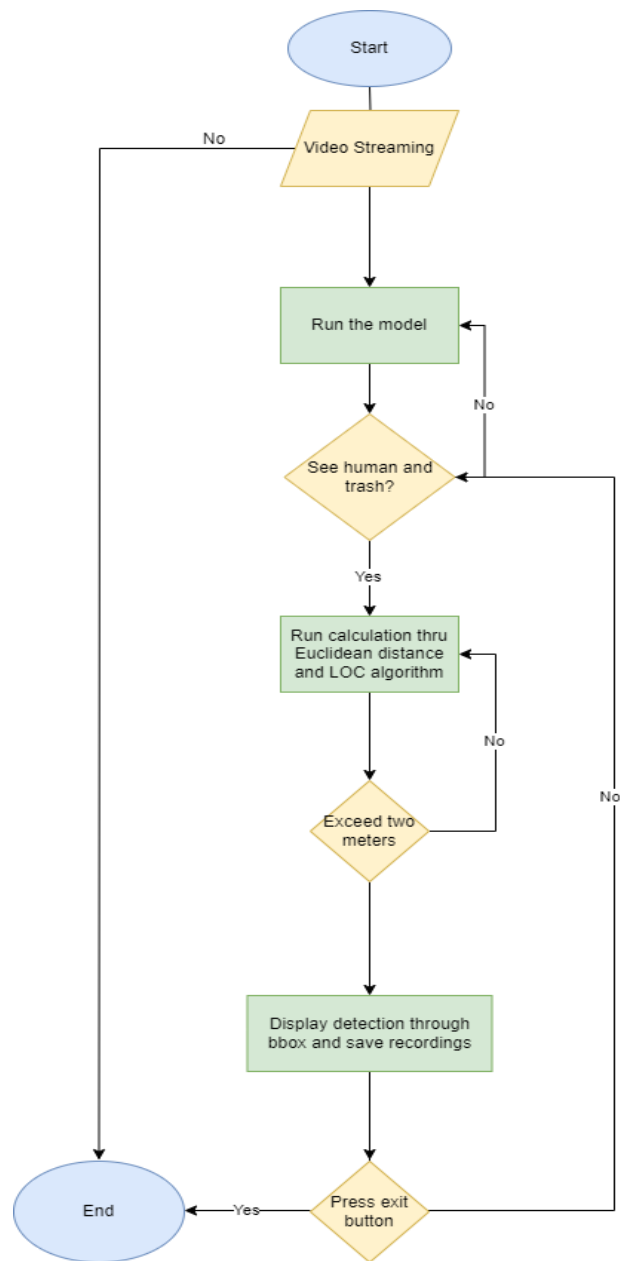 Start
No
Video Streaming
Run the model
No
See human and
trash?
Yes
Run calculation thru
Euclidean distance
and LOC algorithm
No
Exceed two
meters
No
Display detection through
bbox and save recordings
Press exit
button
Yes
End